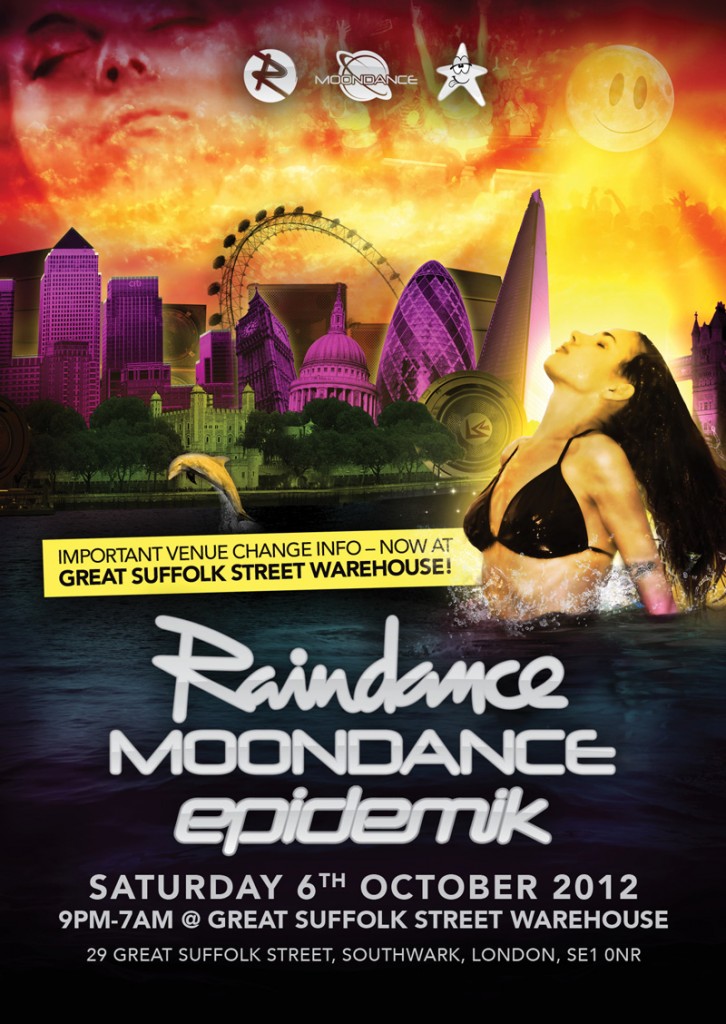 R
MOONDANCE
IMPORTANT VENUE CHANGE INFO – NOW AT
GREAT SUFFOLK STREET WAREHOUSE!
Raindance
MOONDANCE
epidemik
SATURDAY 6TH OCTOBER 2012
9PM-7AM @ GREAT SUFFOLK STREET WAREHOUSE
29 GREAT SUFFOLK STREET, SOUTHWARK, LONDON, SE1 0NR